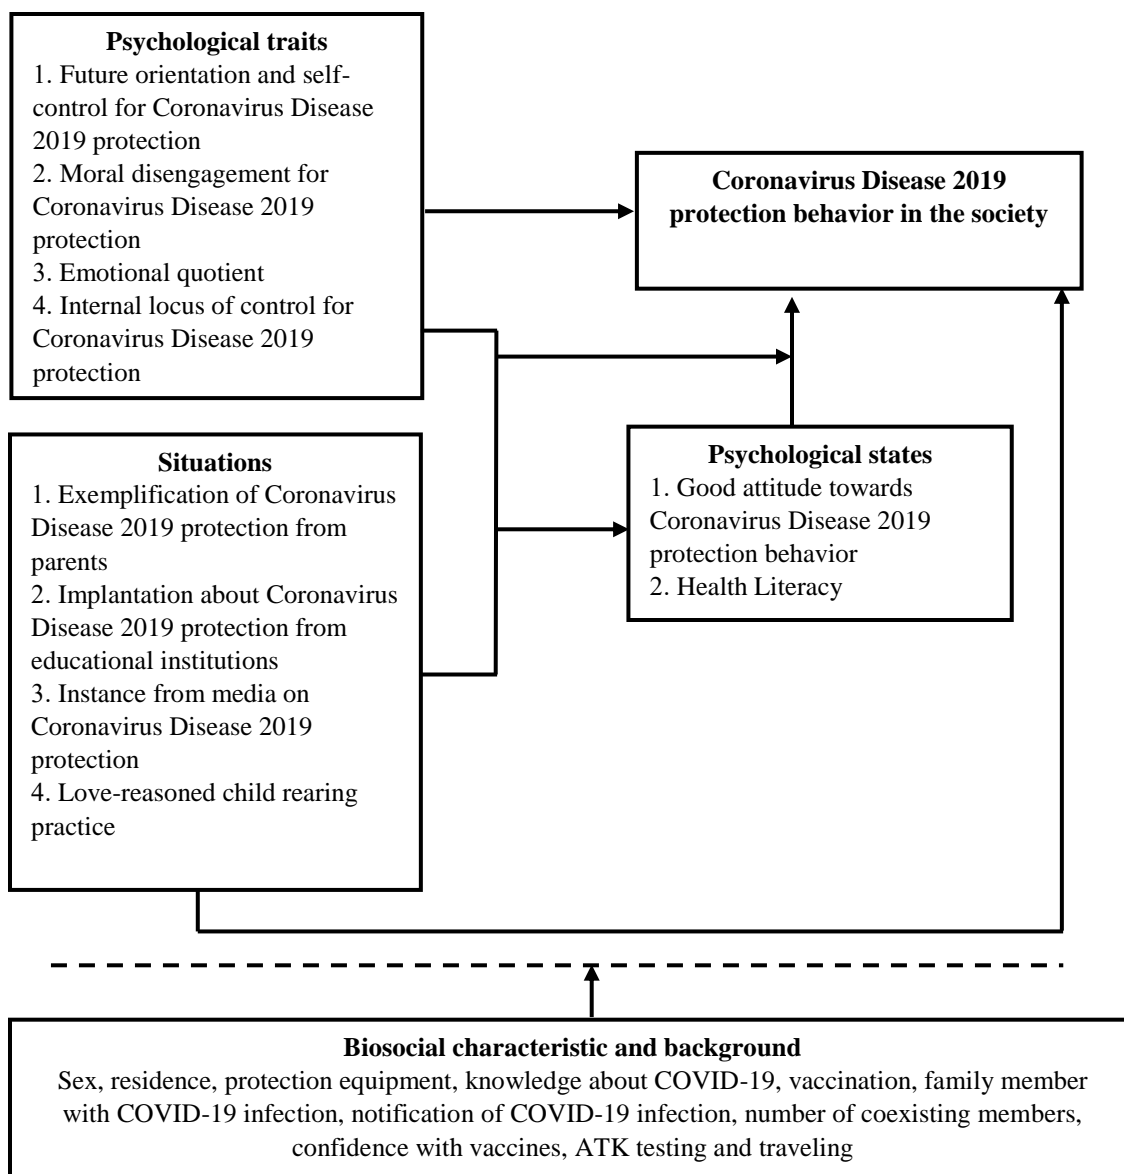 Psychological traits
1. Future orientation and self-
control for Coronavirus Disease
2019 protection
2. Moral disengagement for
Coronavirus Disease 2019
protection
3. Emotional quotient
4. Internal locus of control for
Coronavirus Disease 2019
protection
Coronavirus Disease 2019
protection behavior in the society
Situations
1. Exemplification of Coronavirus
Disease 2019 protection from
parents
2. Implantation about Coronavirus
Disease 2019 protection from
educational institutions
3. Instance from media on
Coronavirus Disease 2019
protection
4. Love-reasoned child rearing
practice
Psychological states
1. Good attitude towards
Coronavirus Disease 2019
protection behavior
2. Health Literacy
Biosocial characteristic and background
Sex, residence, protection equipment, knowledge about COVID-19, vaccination, family member
with COVID-19 infection, notification of COVID-19 infection, number of coexisting members,
confidence with vaccines, ATK testing and traveling